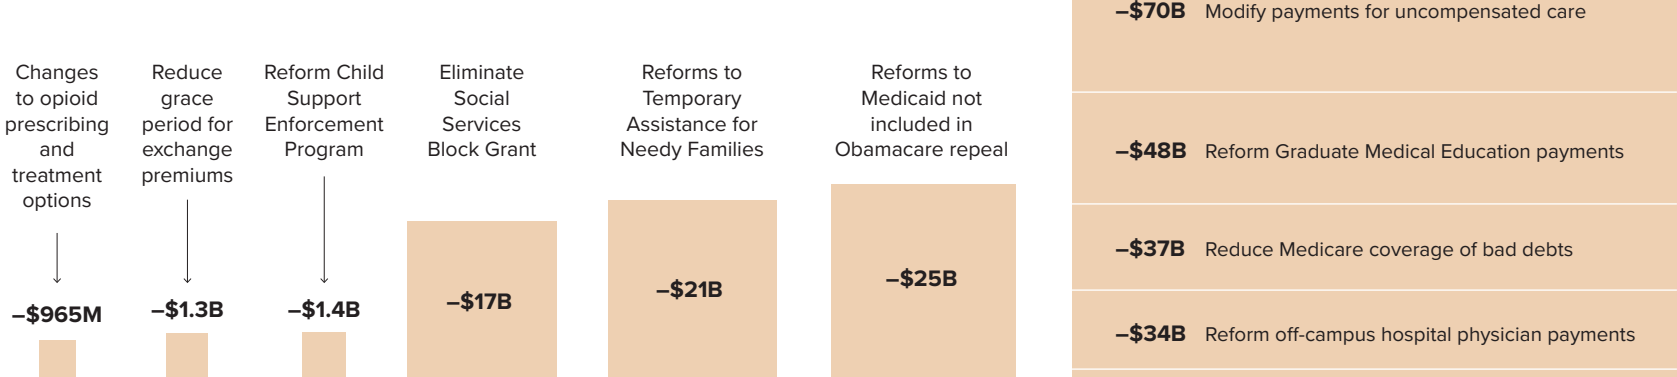 Changes
to opioid
prescribing
and
treatment
options
–$965M
Reduce
grace
period for
exchange
premiums
–$1.3B
Reform Child
Support
Enforcement
Program
–$1.4B
Eliminate
Social
Services
Block Grant
–$17B
Reforms to
Temporary
Assistance for
Needy Families
–$21B
Reforms to
Medicaid not
included in
Obamacare repeal
–$25B
–$70B Modify payments for uncompensated care
–$48B Reform Graduate Medical Education payments
–$37B Reduce Medicare coverage of bad debts
–$34B Reform off-campus hospital physician payments